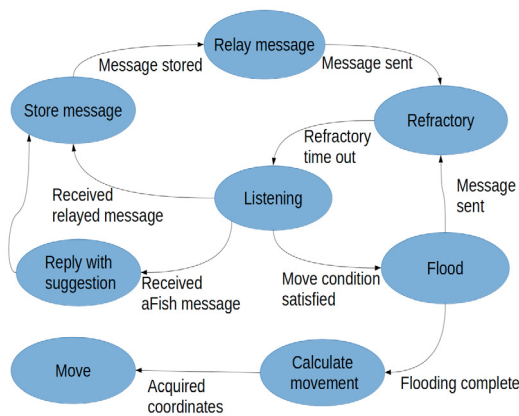 Relay message
Message stored
Message sent
Store message
Refractory
Refractory
time out
Received
relayed message
Listening
Message
sent
Reply with
suggestion
Received
aFish message
Move condition
satisfied
Flood
Move
Acquired
coordinates
Calculate
movement
Flooding complete